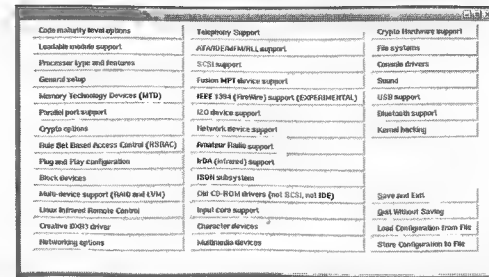 Code maturity level options
Loadable module support
Processor type and features
General setup
Memory Technology Devices (MTD)
Parallel port support
Crypto options
Rule Set Based Access Control (RSBAC)
Plug and Play configuration
Block devices
Multi-device support (RAID and LVM)
Linux Infrared Remote Control
Creative DXR3 driver
Networking options
Telephony Support
ATA/IDE/MFM/RLL support
SCSI support
Fusion MPT device support
IEEE 1394 (FireWire) support (EXPERIMENTAL)
I2O device support
Network device support
Amateur Radio support
IrDA (infrared) support
ISDN subsystem
Old CD-ROM drivers (not SCSI, not IDE)
Input core support
Character devices
Multimedia devices
Crypto Hardware support
File systems
Console drivers
Sound
USB support
Bluetooth support
Kernel hacking
Save and Exit
Quit Without Saving
Load Configuration from File
Store Configuration to File